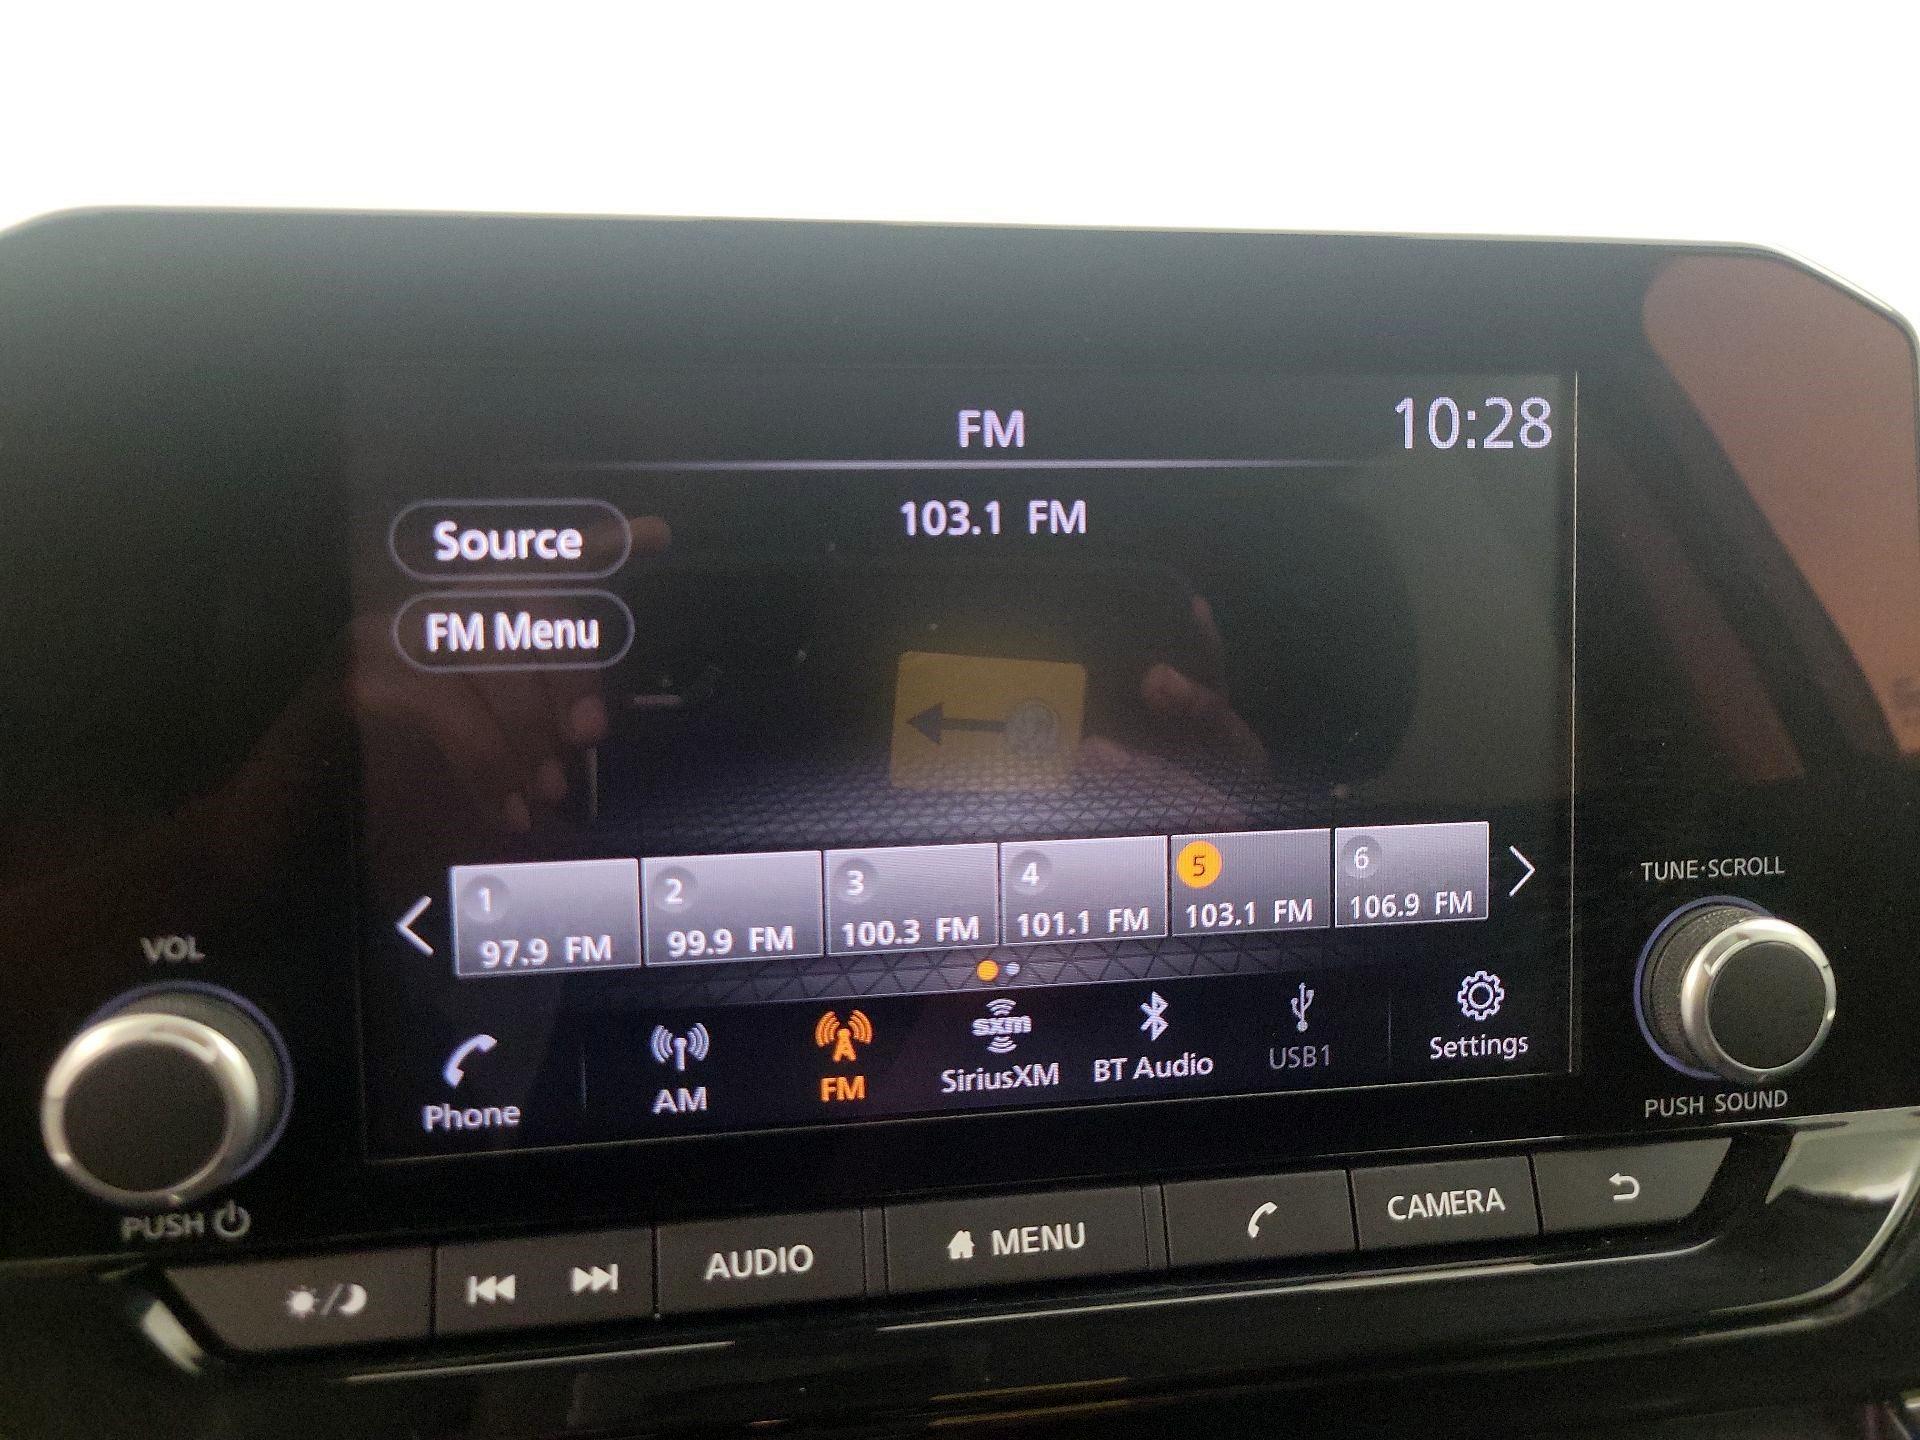 FM
10:28
103.1 FM
Source
FM Menu
1
97.9 FM
2
99.9 FM
3
100.3 FM
4
101.1 FM
5
103.1 FM
6
106.9 FM
TUNE·SCROLL
VOL
Phone
AM
FM
sxm
SiriusXM
BT Audio
USB1
Settings
PUSH SOUND
PUSH
AUDIO
MENU
CAMERA